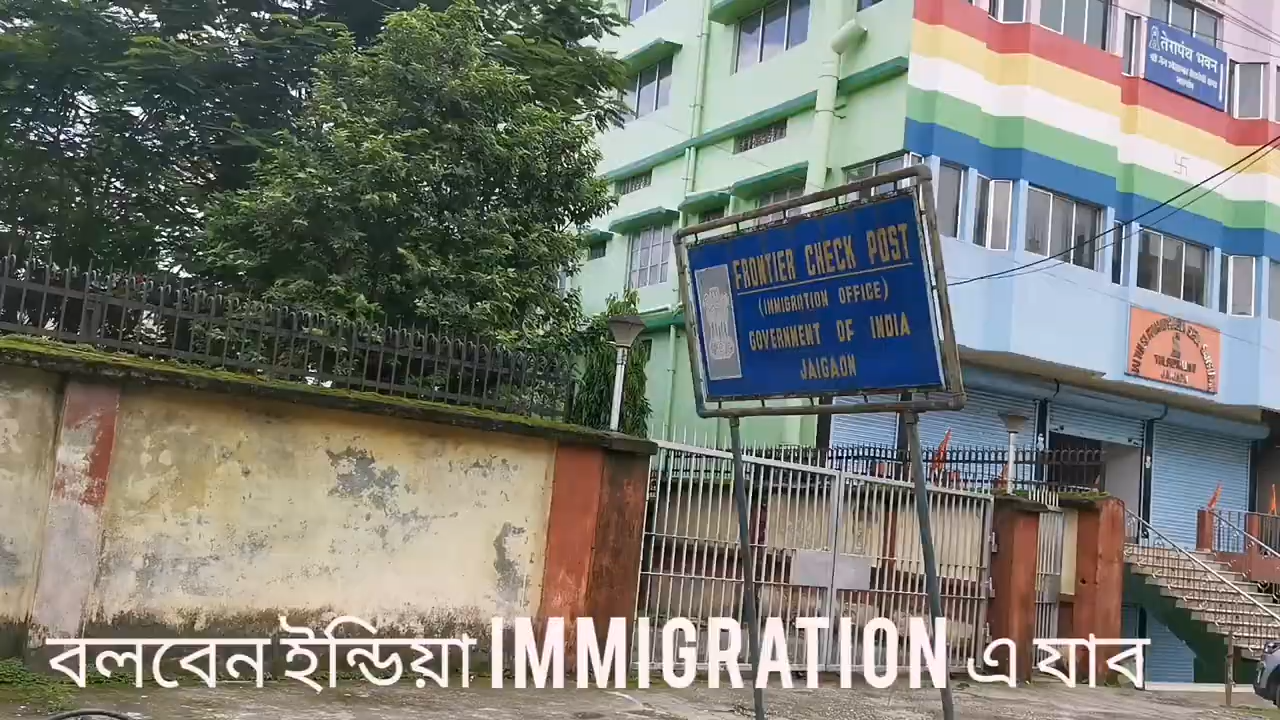 तेरापंथ भवन
FRONTIER CHECK POST
(IMMIGRATION OFFICE)
GOVERNMENT OF INDIA
JAIGAON
বলবেন ইন্ডিয়া IMMIGRATION এ যাব